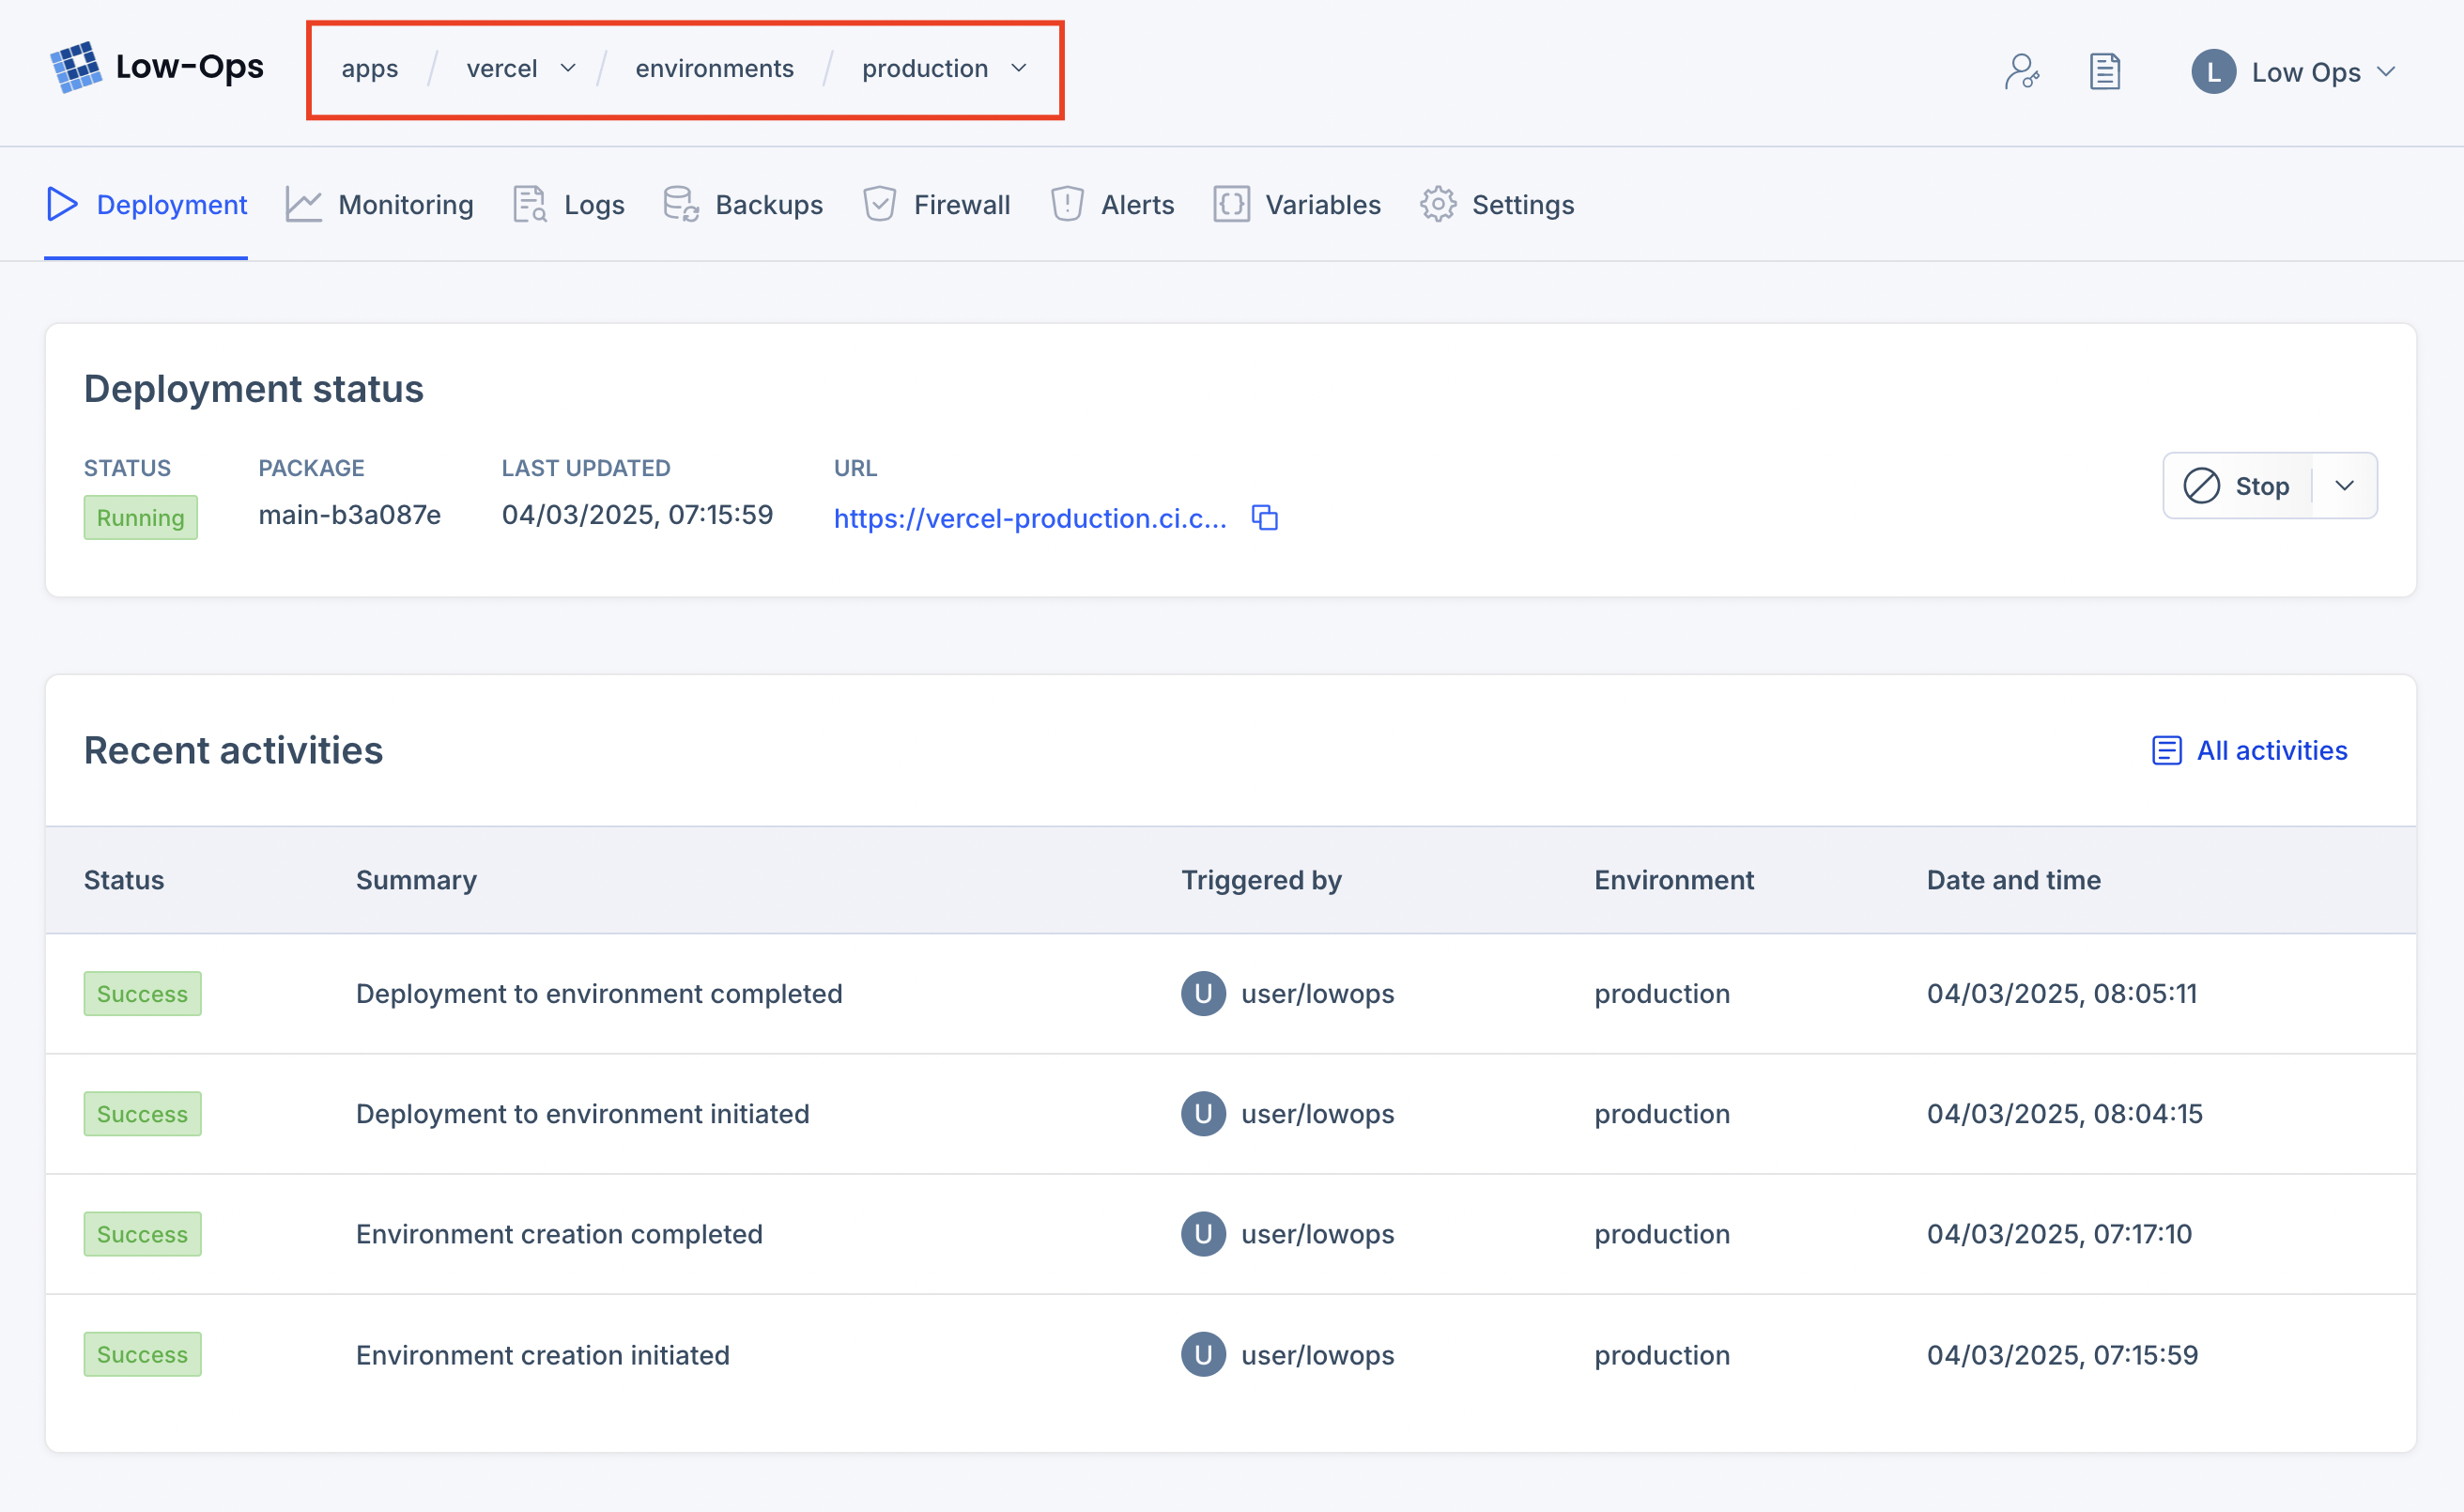 Low-Ops
apps / vercel / environments / production
L Low Ops
Deployment Monitoring Logs Backups Firewall Alerts Variables Settings
Deployment status
STATUS PACKAGE LAST UPDATED URL
Running main-b3a087e 04/03/2025, 07:15:59 https://vercel-production.ci.c...
Stop
Recent activities
All activities
Status Summary Triggered by Environment Date and time
Success Deployment to environment completed U user/lowops production 04/03/2025, 08:05:11
Success Deployment to environment initiated U user/lowops production 04/03/2025, 08:04:15
Success Environment creation completed U user/lowops production 04/03/2025, 07:17:10
Success Environment creation initiated U user/lowops production 04/03/2025, 07:15:59